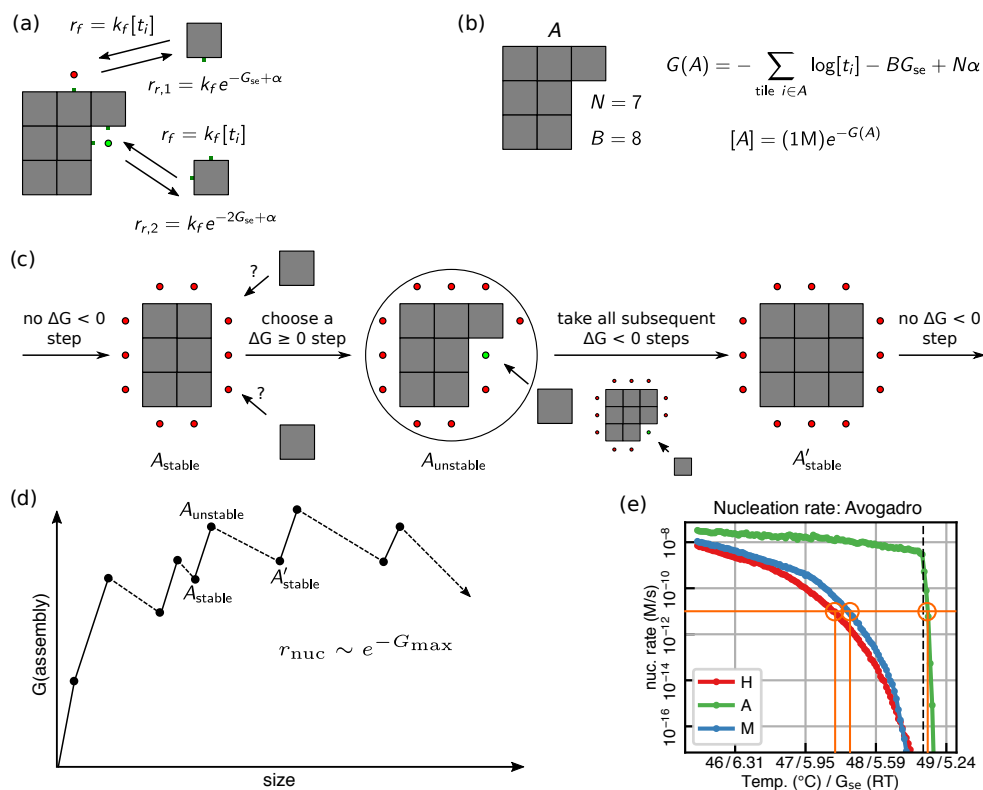 (a)
r_f = k_f[t_i]
r_{r,1} = k_f e^{-G_se+α}
r_f = k_f[t_i]
r_{r,2} = k_f e^{-2G_se+α}
(b)
A
N = 7
B = 8
G(A) = − ∑_{tile i∈A} log[t_i] − BG_se + Nα
[A] = (1M)e^{-G(A)}
(c)
no ΔG < 0
step
?
?
A_stable
choose a
ΔG ≥ 0 step
A_unstable
take all subsequent
ΔG < 0 steps
A′_stable
no ΔG < 0
step
(d)
G(assembly)
A_unstable
A_stable
A′_stable
r_nuc ∼ e^{-G_max}
size
(e)
Nucleation rate: Avogadro
nuc. rate (M/s)
10^{-8}
10^{-10}
10^{-12}
10^{-14}
10^{-16}
H
A
M
46/6.31 47/5.95 48/5.59 49/5.24
Temp. (°C) / G_se (RT)